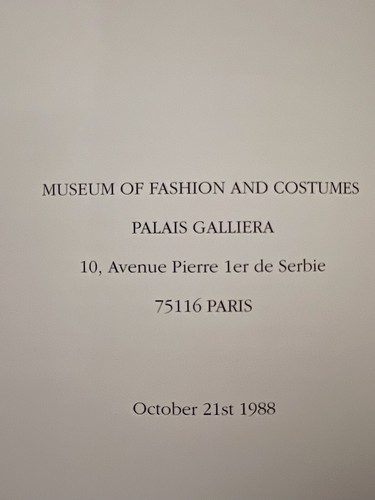 MUSEUM OF FASHION AND COSTUMES
PALAIS GALLIERA
10, Avenue Pierre 1er de Serbie
75116 PARIS
October 21st 1988